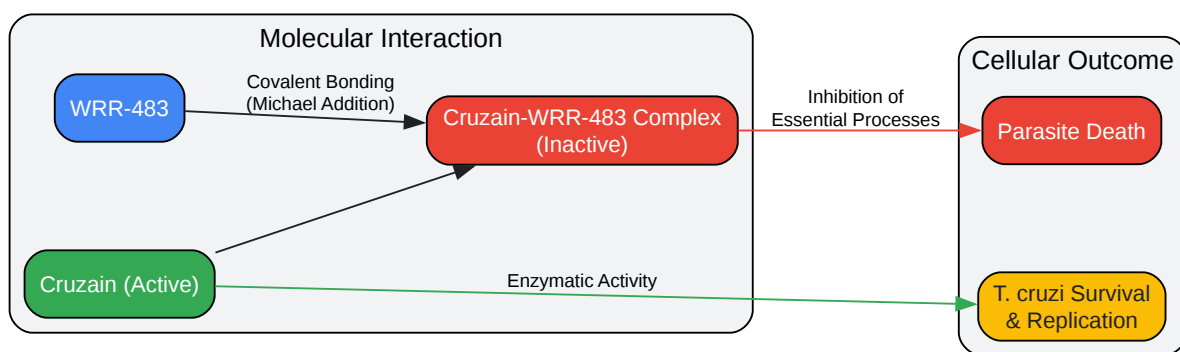 Molecular Interaction
WRR-483
Covalent Bonding
(Michael Addition)
Cruzain-WRR-483 Complex
(Inactive)
Cruzain (Active)
Enzymatic Activity
Inhibition of
Essential Processes
Cellular Outcome
Parasite Death
T. cruzi Survival
& Replication